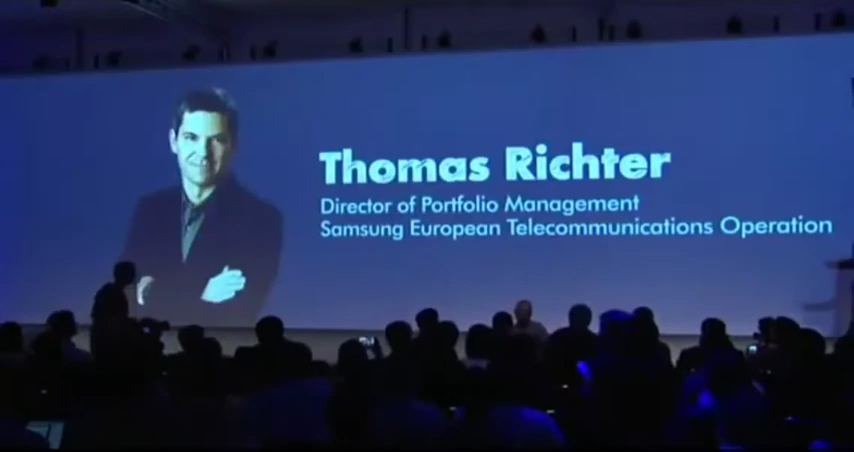 Thomas Richter
Director of Portfolio Management
Samsung European Telecommunications Operation